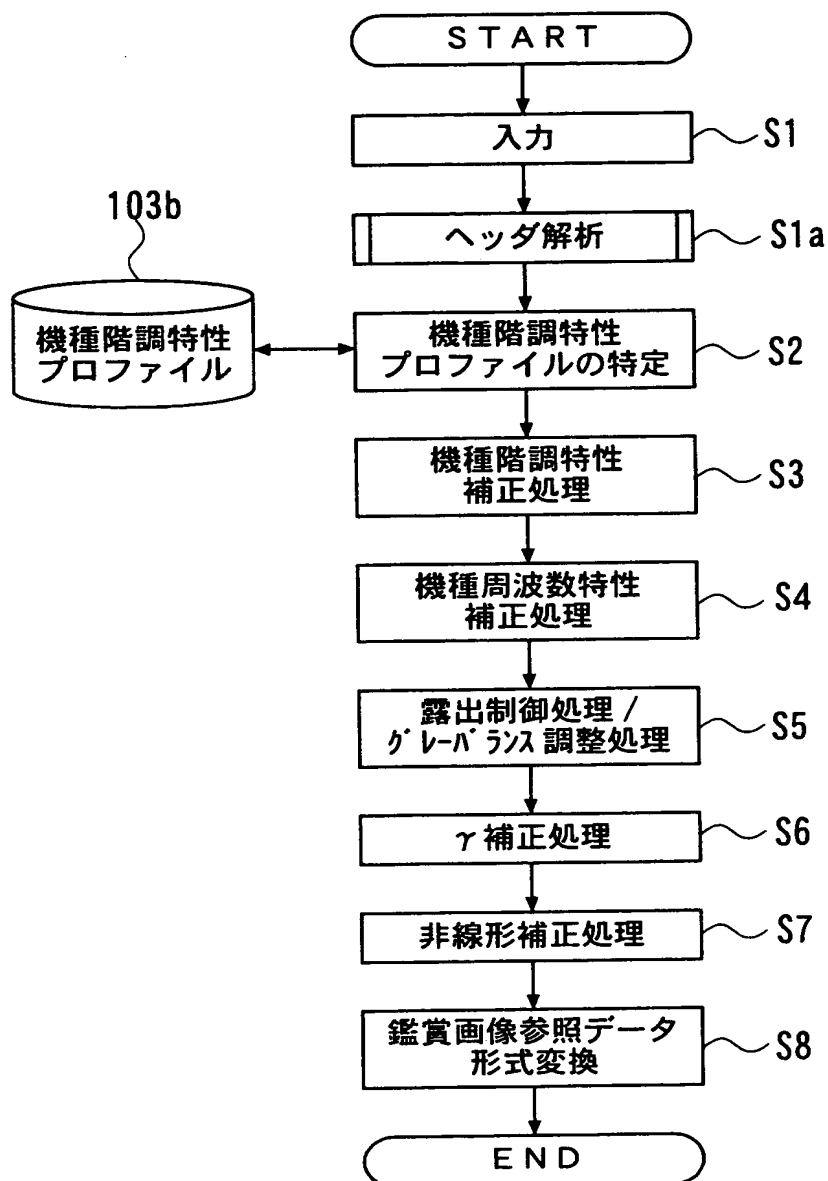 START
入力
S1
ヘッダ解析
S1a
103b
機種階調特性
プロファイル
機種階調特性
プロファイルの特定
S2
機種階調特性
補正処理
S3
機種周波数特性
補正処理
S4
露出制御処理/
グレーバランス調整処理
S5
γ補正処理
S6
非線形補正処理
S7
鑑賞画像参照データ
形式変換
S8
END